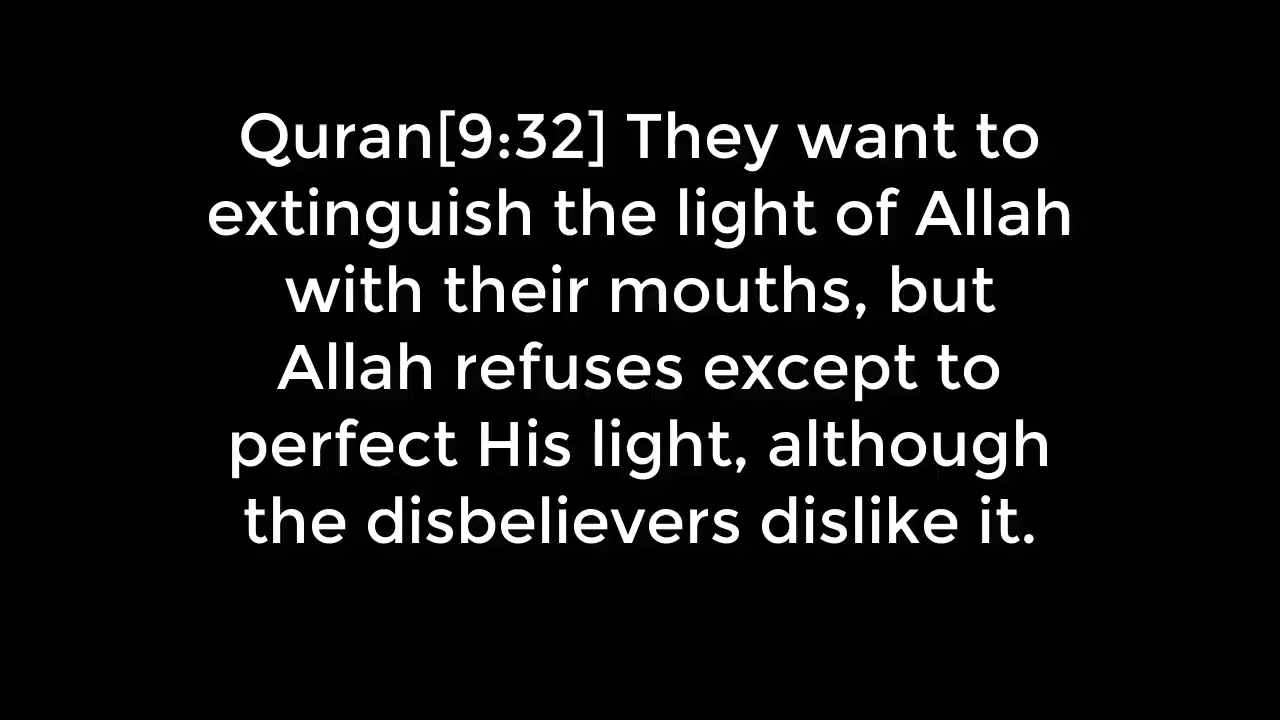 Quran[9:32] They want to
extinguish the light of Allah
with their mouths, but
Allah refuses except to
perfect His light, although
the disbelievers dislike it.